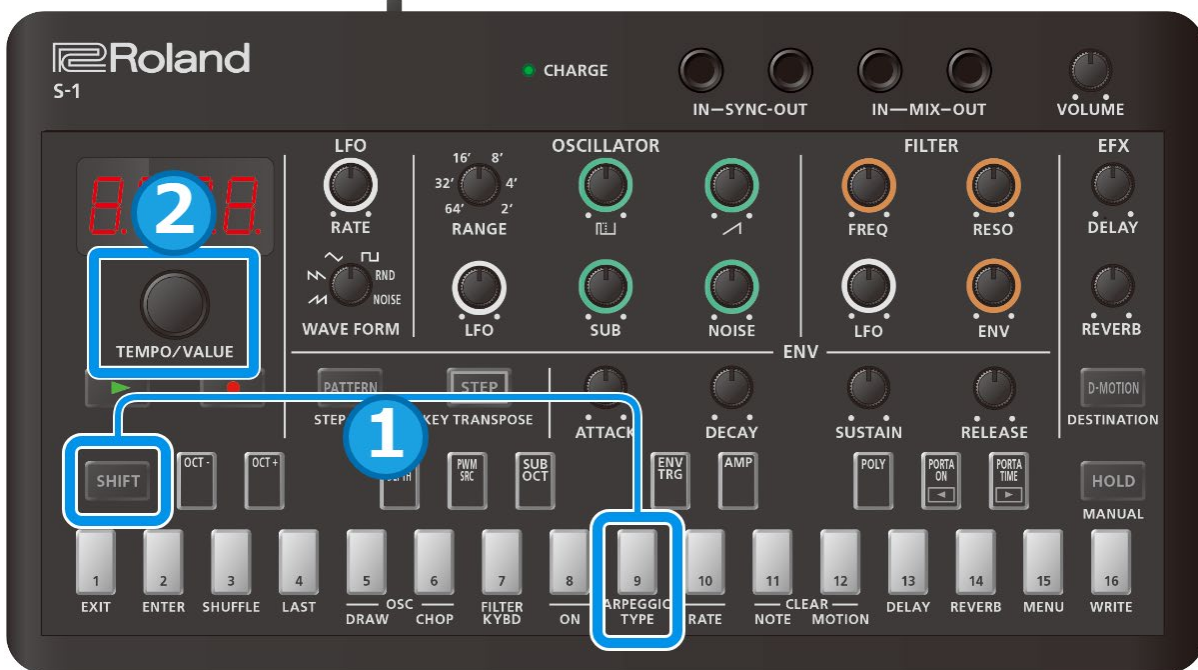 Roland
S-1
CHARGE
IN–SYNC-OUT
IN–MIX–OUT
VOLUME
LFO
OSCILLATOR
FILTER
EFX
2
16′ 8′
32′ 4′
64′ 2′
RATE
RANGE
FREQ
RESO
DELAY
RND
NOISE
WAVE FORM
LFO
SUB
NOISE
LFO
ENV
REVERB
TEMPO/VALUE
ENV
PATTERN
STEP
D-MOTION
STEP
KEY TRANSPOSE
1
ATTACK
DECAY
SUSTAIN
RELEASE
DESTINATION
SHIFT
OCT -
OCT +
PWM SRC
SUB OCT
ENV TRG
AMP
POLY
PORTA ON
PORTA TIME
HOLD
MANUAL
1 2 3 4 5 6 7 8 9 10 11 12 13 14 15 16
EXIT ENTER SHUFFLE LAST OSC FILTER ARPEGGIO CLEAR DELAY REVERB MENU WRITE
DRAW CHOP KYBD ON TYPE RATE NOTE MOTION